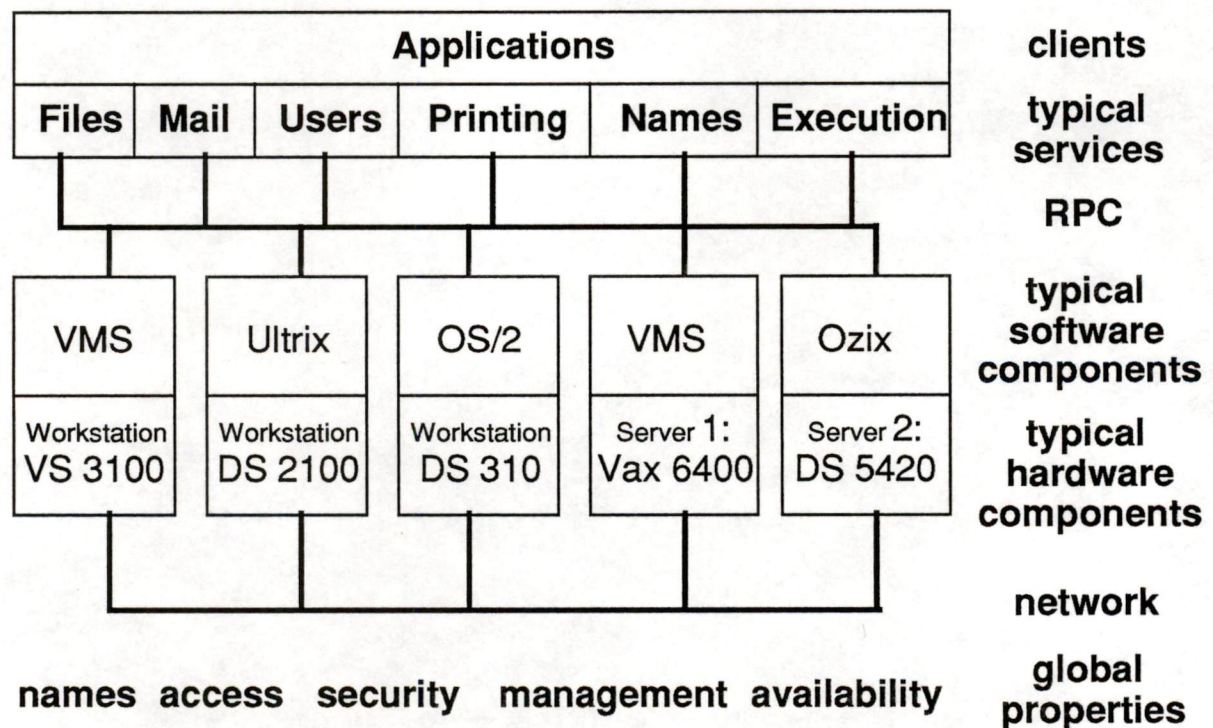 Applications
clients
Files Mail Users Printing Names Execution
typical
services
RPC
VMS Ultrix OS/2 VMS Ozix
typical
software
components
Workstation Workstation Workstation Server 1: Server 2:
VS 3100 DS 2100 DS 310 Vax 6400 DS 5420
typical
hardware
components
network
names access security management availability
global
properties